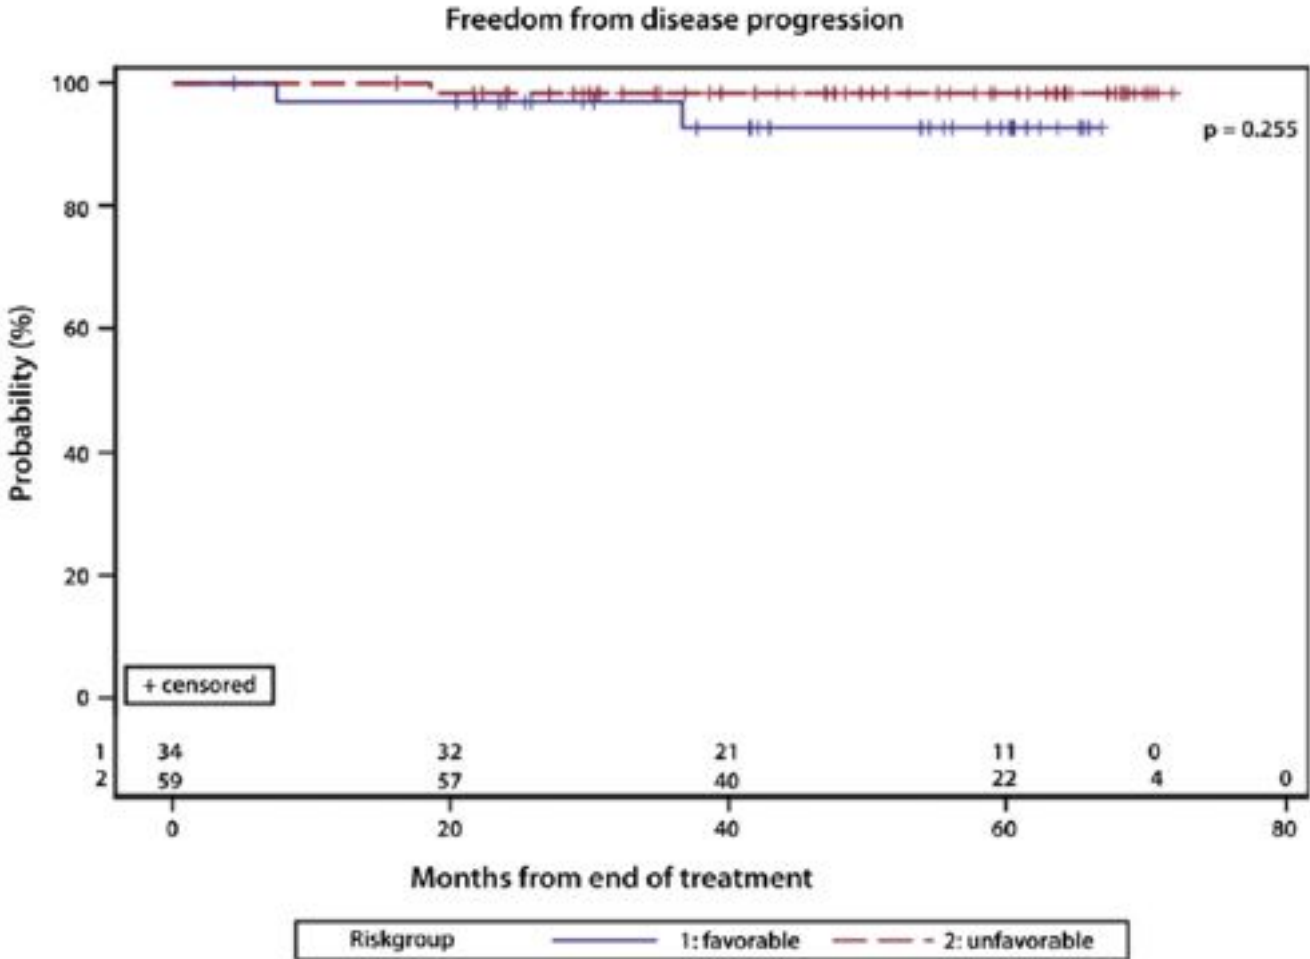 Freedom from disease progression
100
80
60
40
20
0
Probability (%)
p = 0.255
+ censored
1 34 32 21 11 0
2 59 57 40 22 4 0
0 20 40 60 80
Months from end of treatment
Riskgroup 1: favorable 2: unfavorable